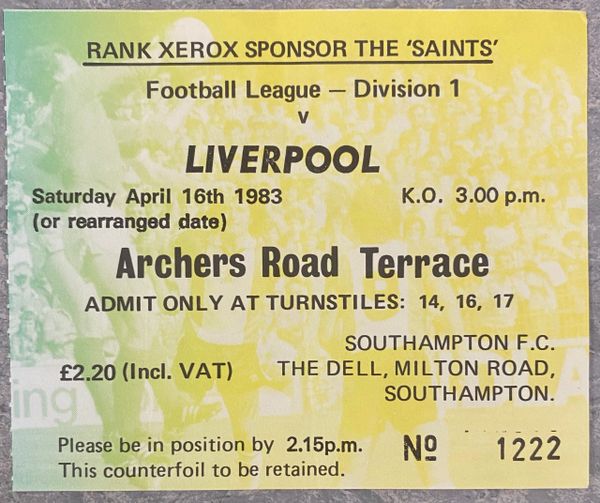 RANK XEROX SPONSOR THE ‘SAINTS’
Football League — Division 1
v
LIVERPOOL
Saturday April 16th 1983 K.O. 3.00 p.m.
(or rearranged date)
Archers Road Terrace
ADMIT ONLY AT TURNSTILES: 14, 16, 17
SOUTHAMPTON F.C.
£2.20 (Incl. VAT) THE DELL, MILTON ROAD,
SOUTHAMPTON.
ing
Please be in position by 2.15p.m. Nº 1222
This counterfoil to be retained.